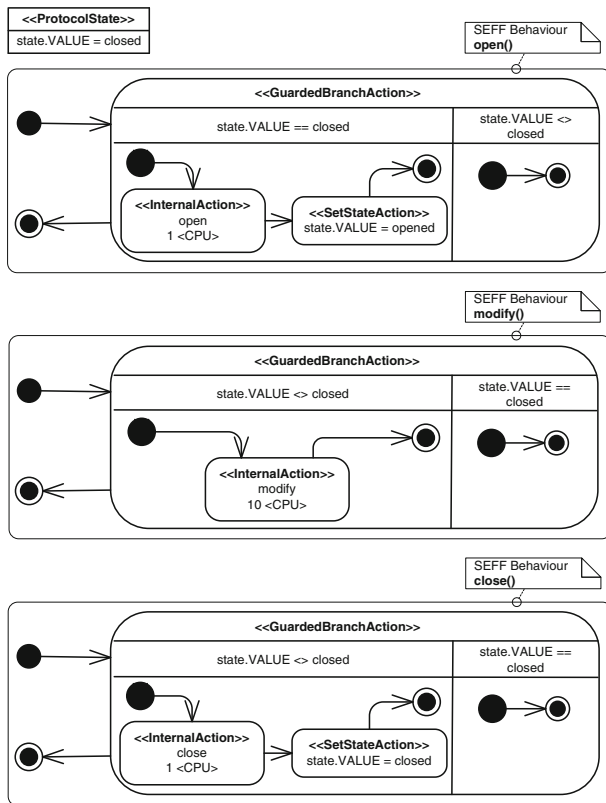 <<ProtocolState>>
state.VALUE = closed
SEFF Behaviour
open()
<<GuardedBranchAction>>
state.VALUE == closed
state.VALUE <>
closed
<<InternalAction>>
open
1 <CPU>
<<SetStateAction>>
state.VALUE = opened
SEFF Behaviour
modify()
<<GuardedBranchAction>>
state.VALUE <> closed
state.VALUE ==
closed
<<InternalAction>>
modify
10 <CPU>
SEFF Behaviour
close()
<<GuardedBranchAction>>
state.VALUE <> closed
state.VALUE ==
closed
<<InternalAction>>
close
1 <CPU>
<<SetStateAction>>
state.VALUE = closed